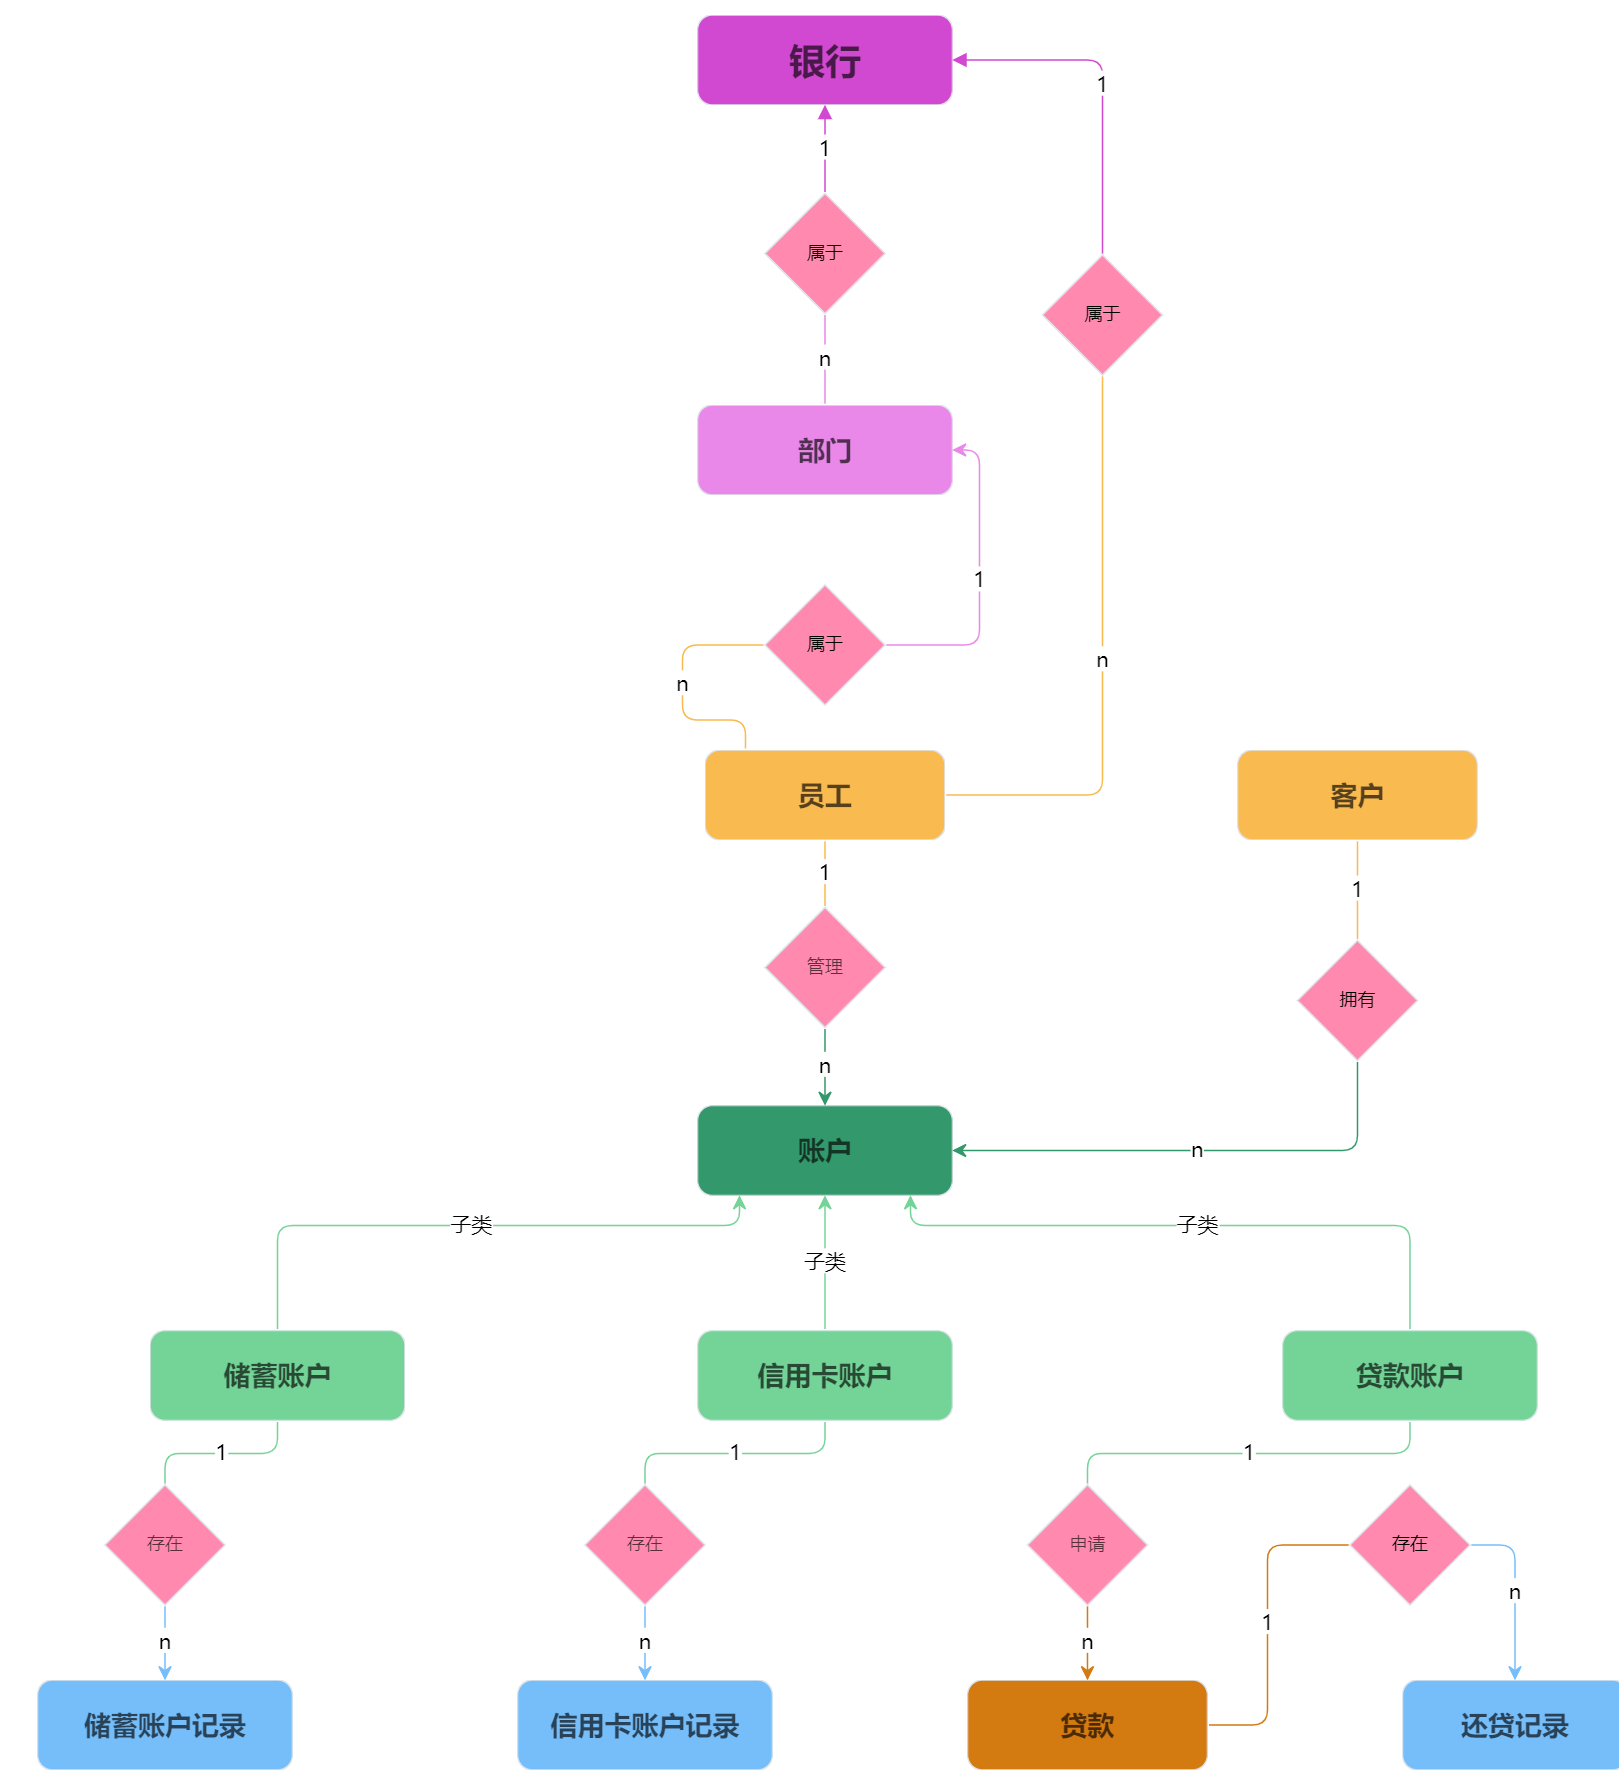 银行
1
1
属于
属于
n
部门
1
属于
n
n
员工
客户
1
1
管理
拥有
n
账户
n
子类
子类
子类
储蓄账户
信用卡账户
贷款账户
1
1
1
存在
存在
申请
存在
n
1
n
n
n
储蓄账户记录
信用卡账户记录
贷款
还贷记录